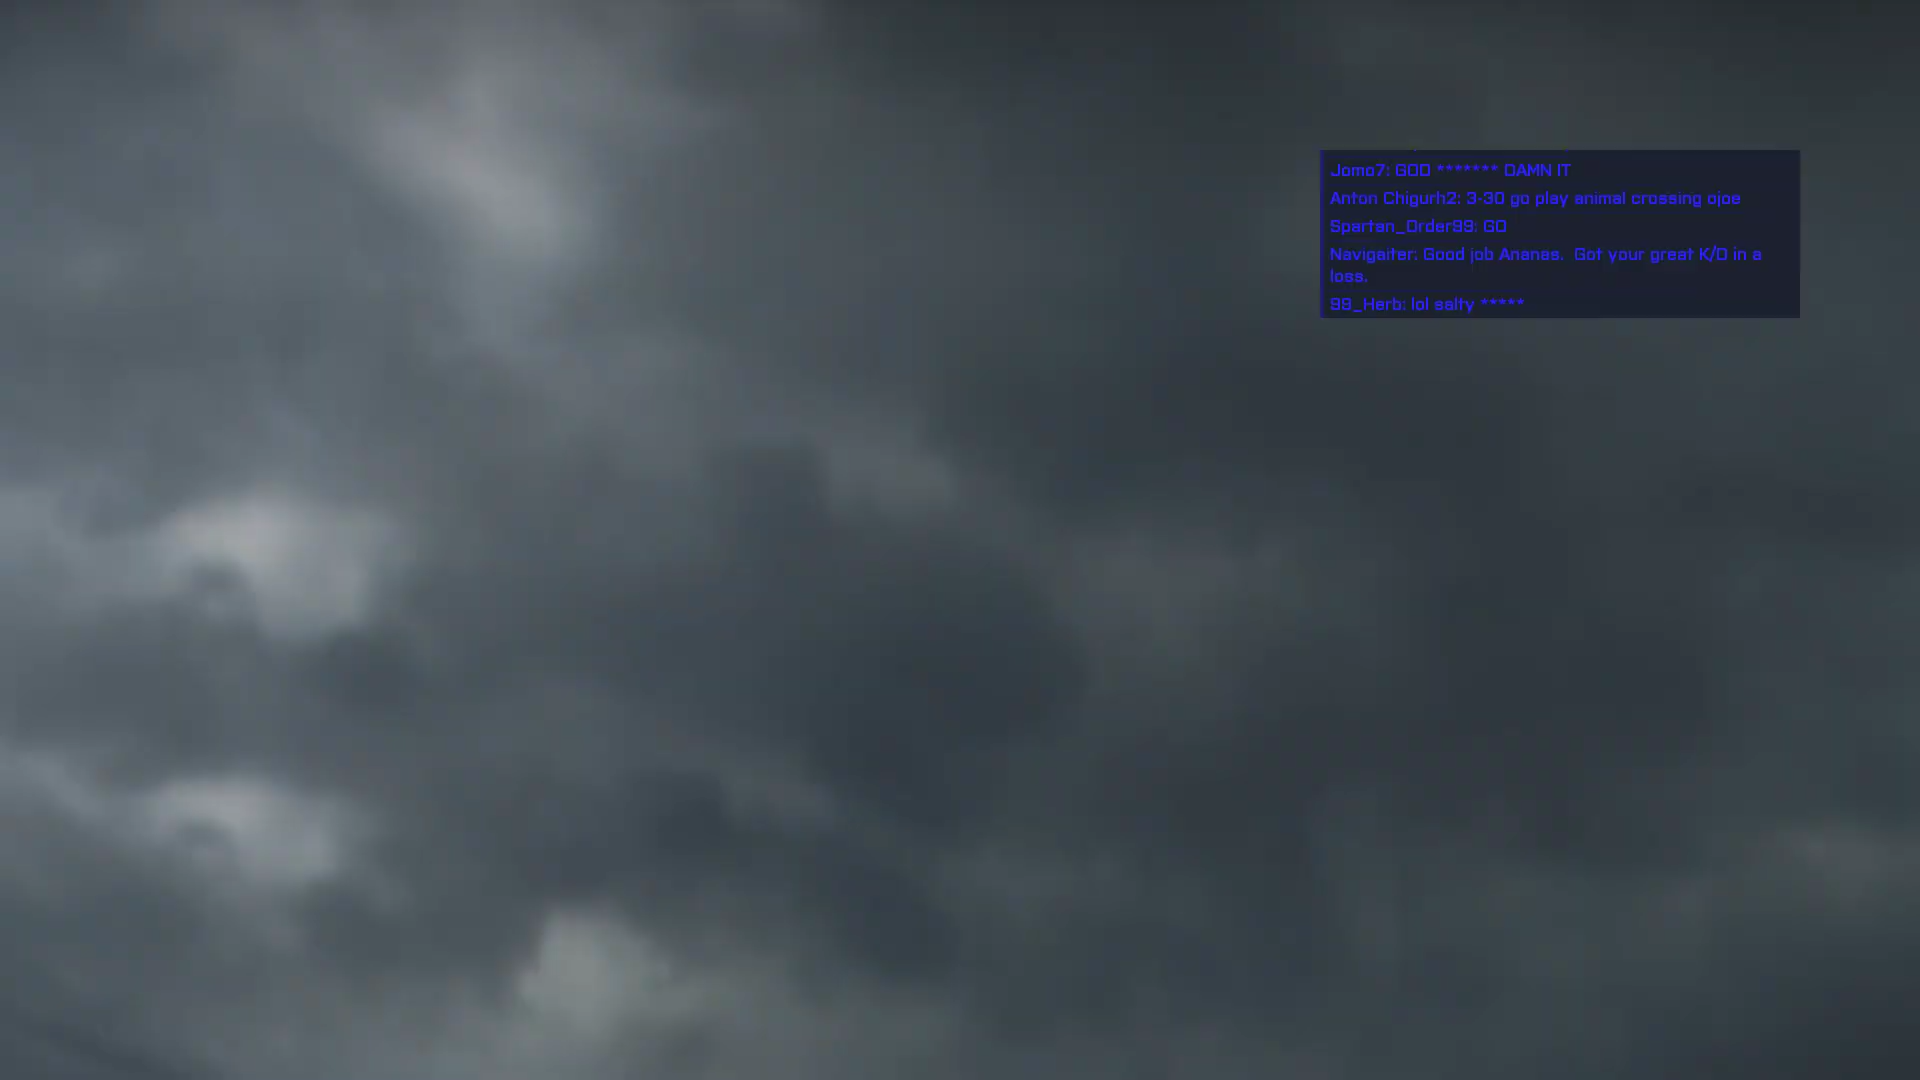 Jomo7: GOD ******* DAMN IT
Anton Chigurh2: 3-30 go play animal crossing ojoe
Spartan_Order99: GO
Navigaiter: Good job Ananas.  Got your great K/D in a
loss.
99_Herb: lol salty *****